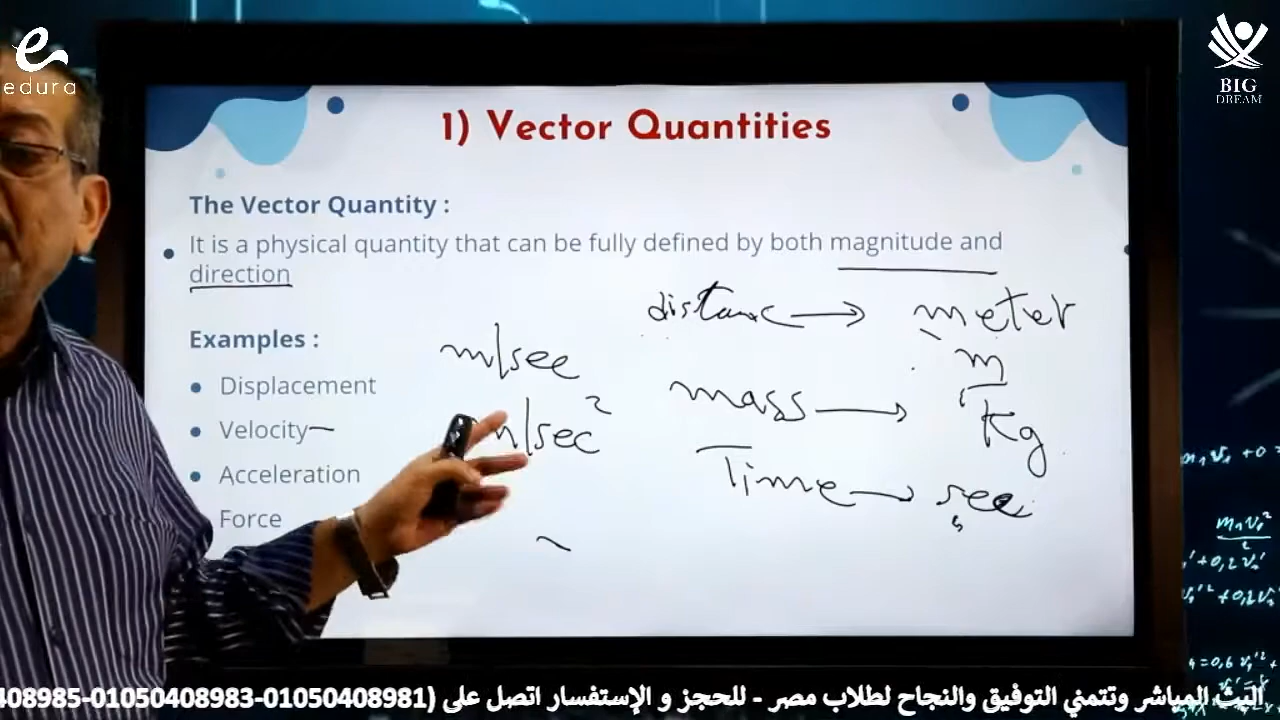 edura
BIG
DREAM
1) Vector Quantities
The Vector Quantity :
It is a physical quantity that can be fully defined by both magnitude and
direction
distance → meter
m
Examples :
m/sec
Displacement
mass → Kg
Velocity
m/sec²
Time → sec
Acceleration
Force
البث المباشر وتتمني التوفيق والنجاح لطلاب مصر - للحجز و الإستفسار اتصل على (01050408981-01050408983-408985